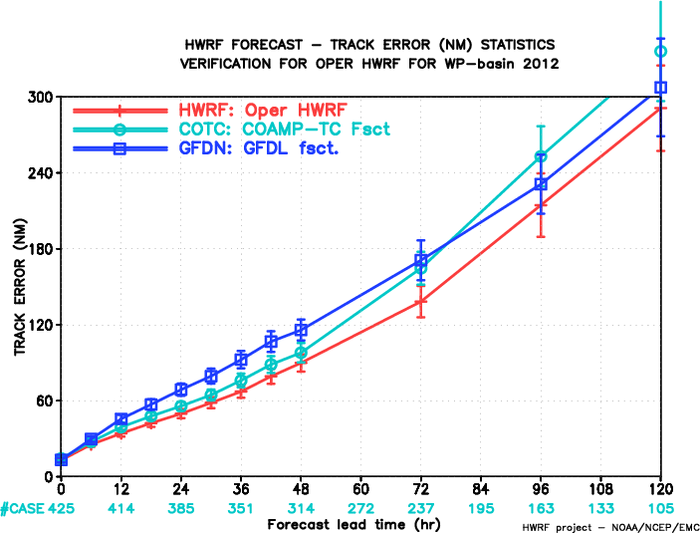 HWRF FORECAST – TRACK ERROR (NM) STATISTICS
VERIFICATION FOR OPER HWRF FOR WP–basin 2012
HWRF: Oper HWRF
COTC: COAMP–TC Fsct
GFDN: GFDL fsct.
TRACK ERROR (NM)
300
240
180
120
60
0
0 12 24 36 48 60 72 84 96 108 120
#CASE 425 414 385 351 314 272 237 195 163 133 105
Forecast lead time (hr)
HWRF project – NOAA/NCEP/EMC